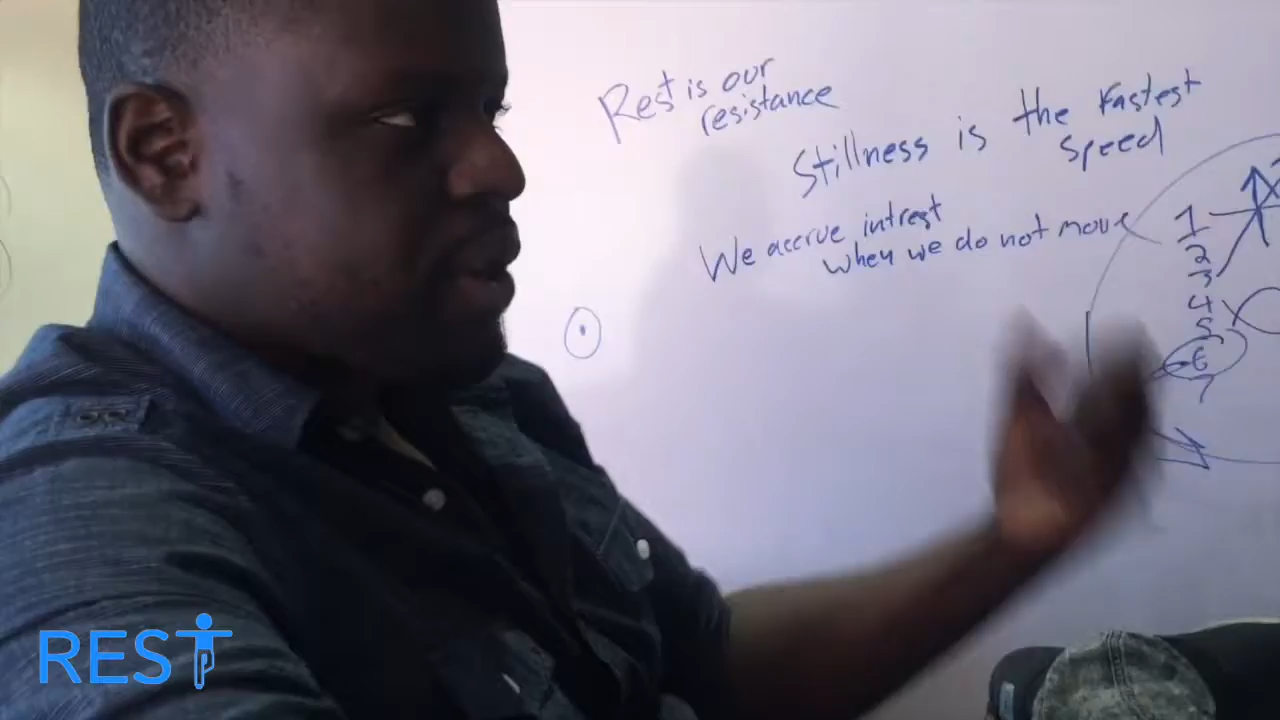 Rest is our
resistance
Stillness is the Fastest
speed
We accrue intrest
when we do not move
1
2
3
4
5
6
7
REST